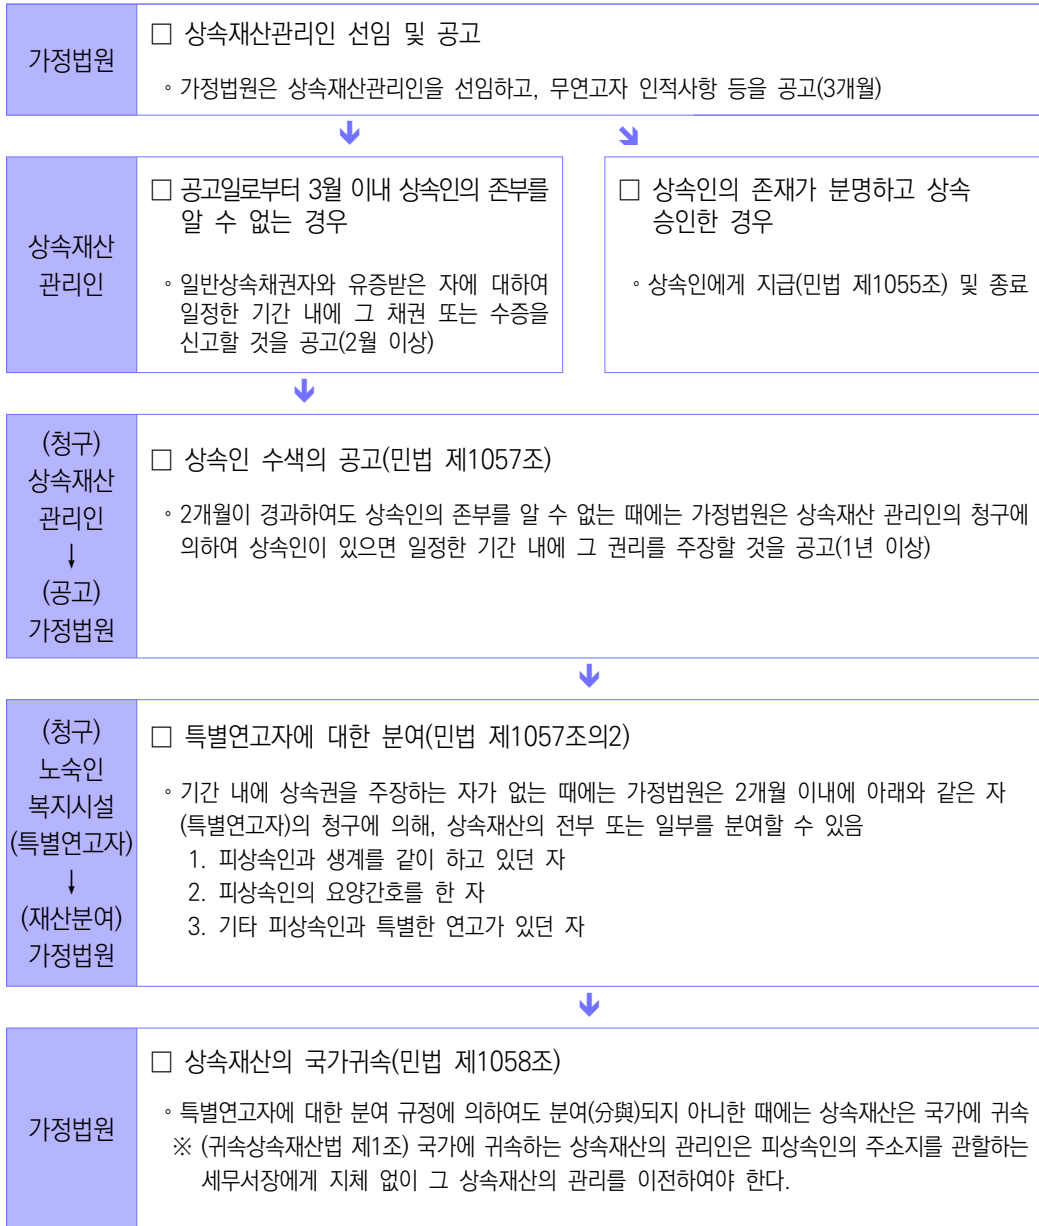 가정법원
□ 상속재산관리인 선임 및 공고
◦ 가정법원은 상속재산관리인을 선임하고, 무연고자 인적사항 등을 공고(3개월)
🡻
🡾
상속재산
관리인
□ 공고일로부터 3월 이내 상속인의 존부를
알 수 없는 경우
◦ 일반상속채권자와 유증받은 자에 대하여
일정한 기간 내에 그 채권 또는 수증을
신고할 것을 공고(2월 이상)
□ 상속인의 존재가 분명하고 상속
승인한 경우
◦ 상속인에게 지급(민법 제1055조) 및 종료
🡻
(청구)
상속재산
관리인
↓
(공고)
가정법원
□ 상속인 수색의 공고(민법 제1057조)
◦ 2개월이 경과하여도 상속인의 존부를 알 수 없는 때에는 가정법원은 상속재산 관리인의 청구에
의하여 상속인이 있으면 일정한 기간 내에 그 권리를 주장할 것을 공고(1년 이상)
🡻
(청구)
노숙인
복지시설
(특별연고자)
↓
(재산분여)
가정법원
□ 특별연고자에 대한 분여(민법 제1057조의2)
◦ 기간 내에 상속권을 주장하는 자가 없는 때에는 가정법원은 2개월 이내에 아래와 같은 자
(특별연고자)의 청구에 의해, 상속재산의 전부 또는 일부를 분여할 수 있음
1. 피상속인과 생계를 같이 하고 있던 자
2. 피상속인의 요양간호를 한 자
3. 기타 피상속인과 특별한 연고가 있던 자
🡻
가정법원
□ 상속재산의 국가귀속(민법 제1058조)
◦ 특별연고자에 대한 분여 규정에 의하여도 분여(分與)되지 아니한 때에는 상속재산은 국가에 귀속
※ (귀속상속재산법 제1조) 국가에 귀속하는 상속재산의 관리인은 피상속인의 주소지를 관할하는
세무서장에게 지체 없이 그 상속재산의 관리를 이전하여야 한다.